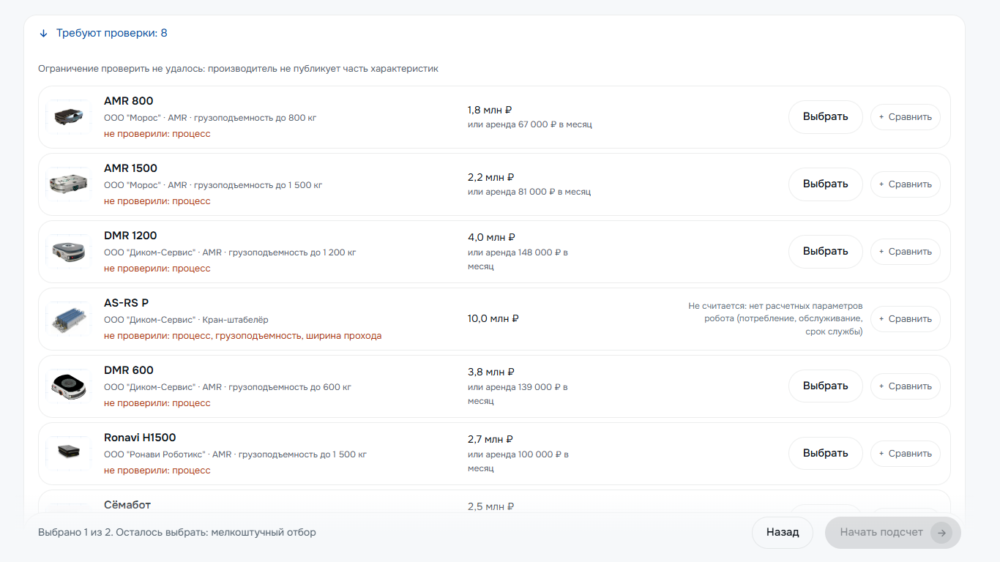 Требуют проверки: 8
Ограничение проверить не удалось: производитель не публикует часть характеристик
AMR 800
ООО "Морос" · AMR · грузоподъемность до 800 кг
не проверили: процесс
1,8 млн ₽
или аренда 67 000 ₽ в месяц
Выбрать
+ Сравнить
AMR 1500
ООО "Морос" · AMR · грузоподъемность до 1 500 кг
не проверили: процесс
2,2 млн ₽
или аренда 81 000 ₽ в месяц
Выбрать
+ Сравнить
DMR 1200
ООО "Диком-Сервис" · AMR · грузоподъемность до 1 200 кг
не проверили: процесс
4,0 млн ₽
или аренда 148 000 ₽ в
месяц
Выбрать
+ Сравнить
AS-RS P
ООО "Диком-Сервис" · Кран-штабелёр
не проверили: процесс, грузоподъемность, ширина прохода
10,0 млн ₽
Не считается: нет расчетных параметров
робота (потребление, обслуживание,
срок службы)
+ Сравнить
DMR 600
ООО "Диком-Сервис" · AMR · грузоподъемность до 600 кг
не проверили: процесс
3,8 млн ₽
или аренда 139 000 ₽ в
месяц
Выбрать
+ Сравнить
Ronavi H1500
ООО "Ронави Роботикс" · AMR · грузоподъемность до 1 500 кг
не проверили: процесс
2,7 млн ₽
или аренда 100 000 ₽ в
месяц
Выбрать
+ Сравнить
Сёмабот
2,5 млн ₽
Выбрано 1 из 2. Осталось выбрать: мелкоштучный отбор
Назад
Начать подсчет